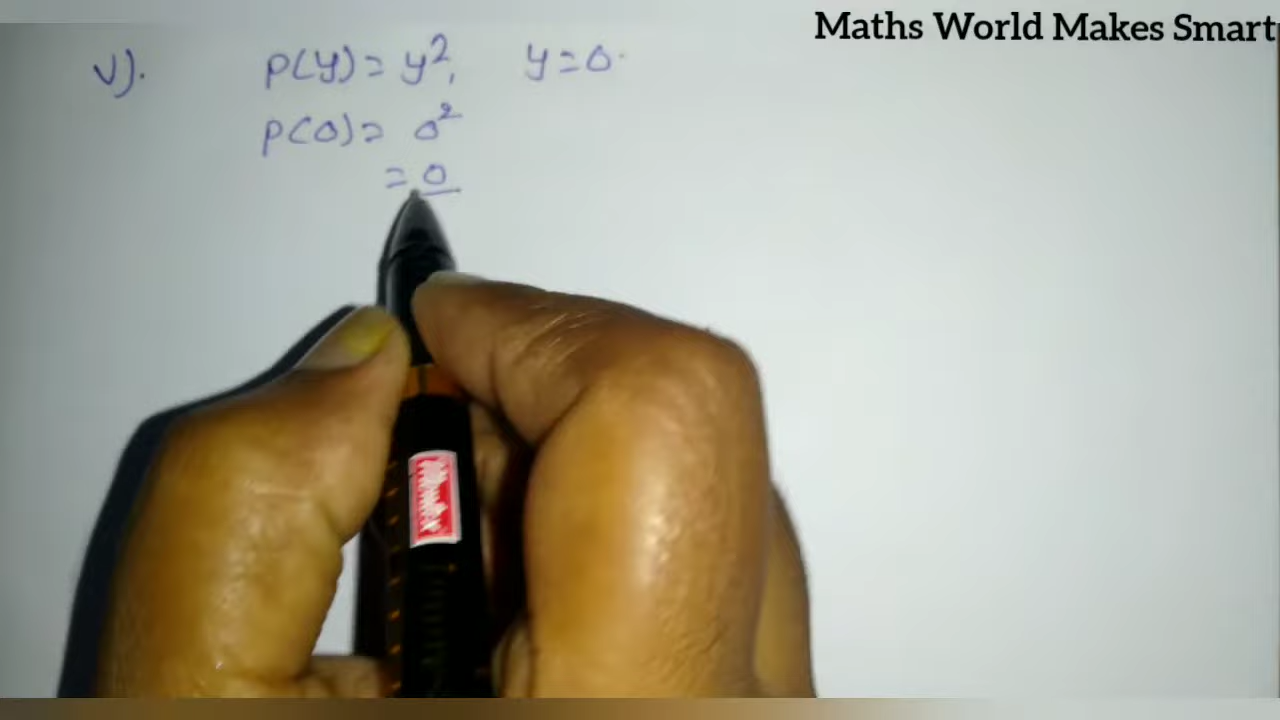 Maths World Makes Smart
v). P(y) = y², y = 0.
P(0) = 0²
= 0